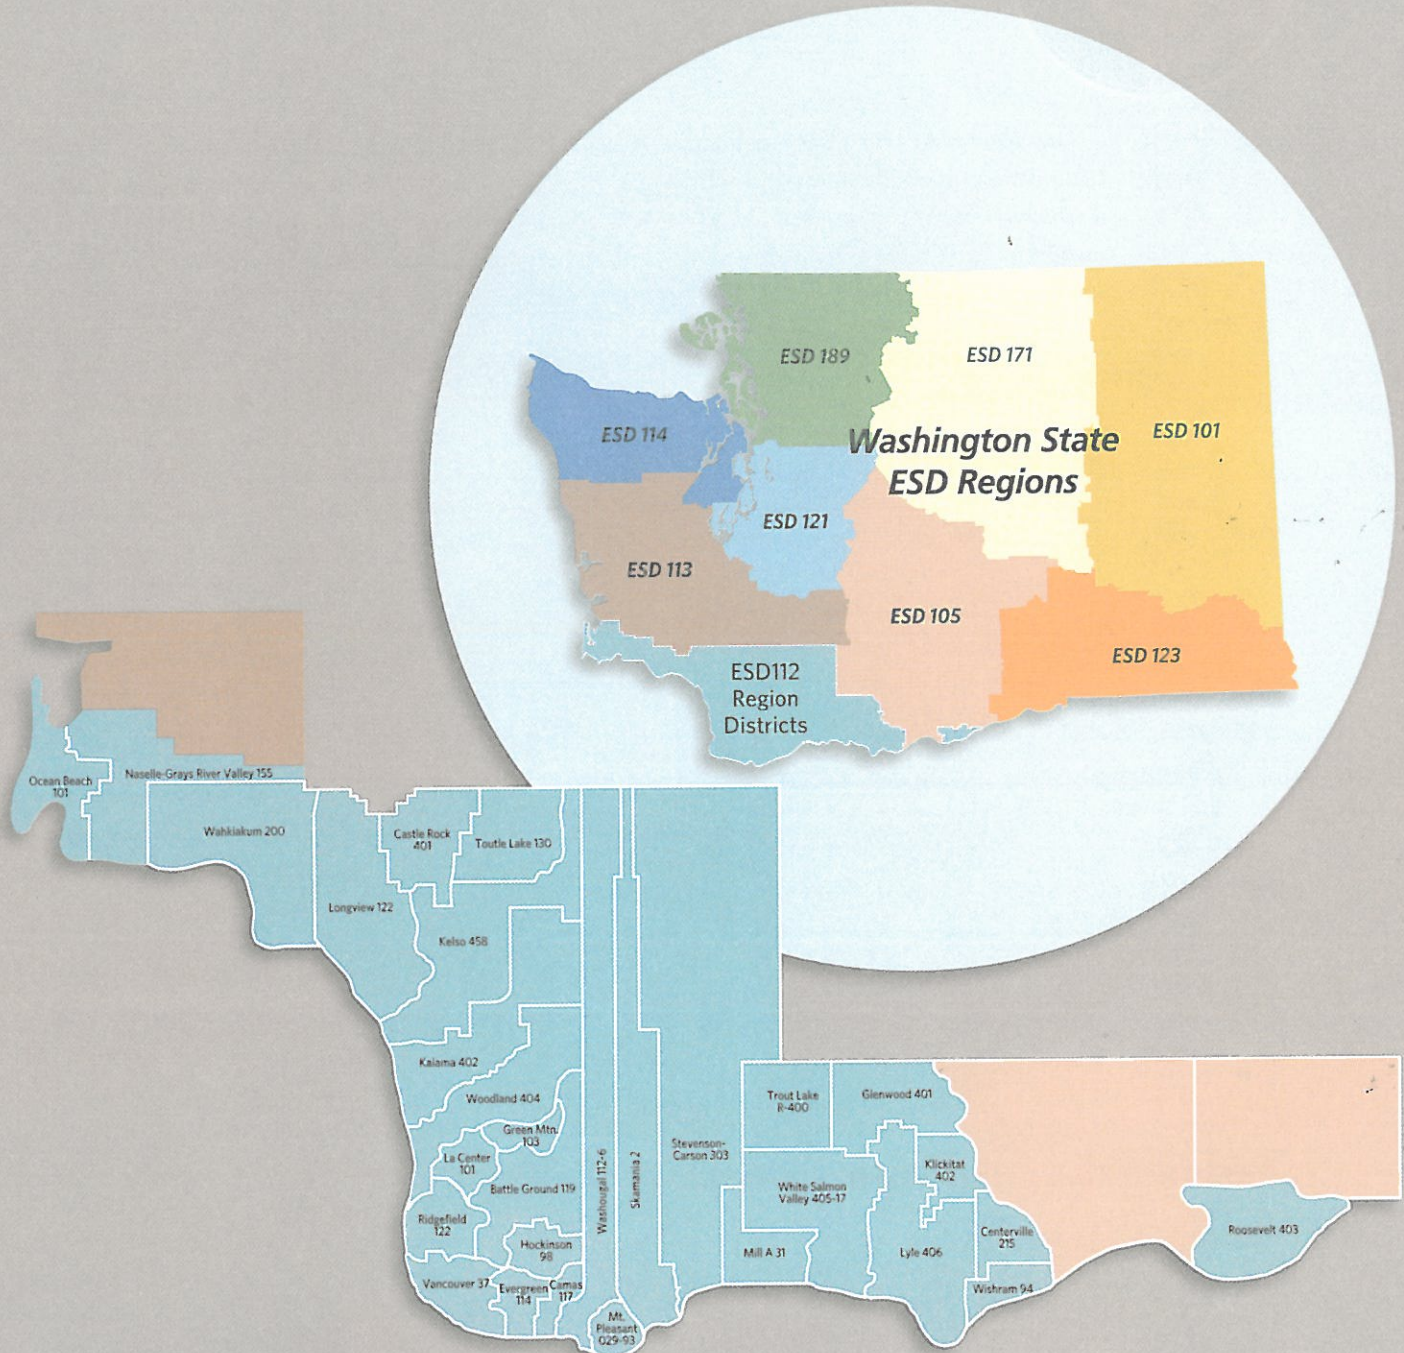 ESD 189
ESD 171
ESD 114
Washington State
ESD Regions
ESD 101
ESD 121
ESD 113
ESD 105
ESD 123
ESD112
Region
Districts
Ocean Beach
101
Naselle-Grays River Valley 155
Wahkiakum 200
Castle Rock
401
Toutle Lake 130
Longview 122
Kelso 458
Kalama 402
Woodland 404
Green Mtn.
103
La Center
101
Battle Ground 119
Ridgefield
122
Hockinson
98
Vancouver 37
Evergreen
114
Camas
117
Mt.
Pleasant
029-93
Washougal 112-6
Skamania 2
Stevenson-
Carson 303
Trout Lake
R-400
Glenwood 401
Klickitat
402
White Salmon
Valley 405-17
Mill A 31
Lyle 406
Centerville
215
Wishram 94
Roosevelt 403